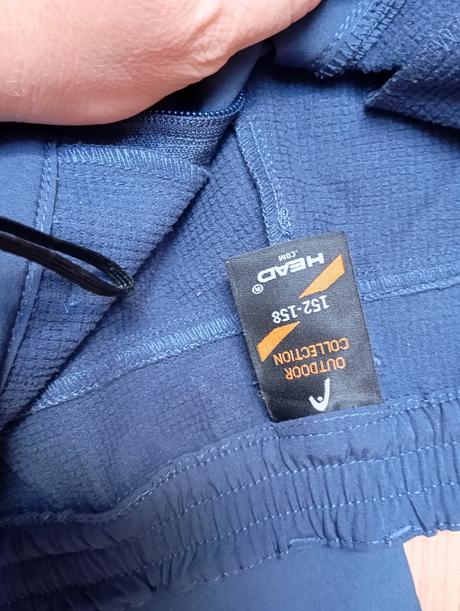 OUTDOOR
COLLECTION
152-158
HEAD®
.COM